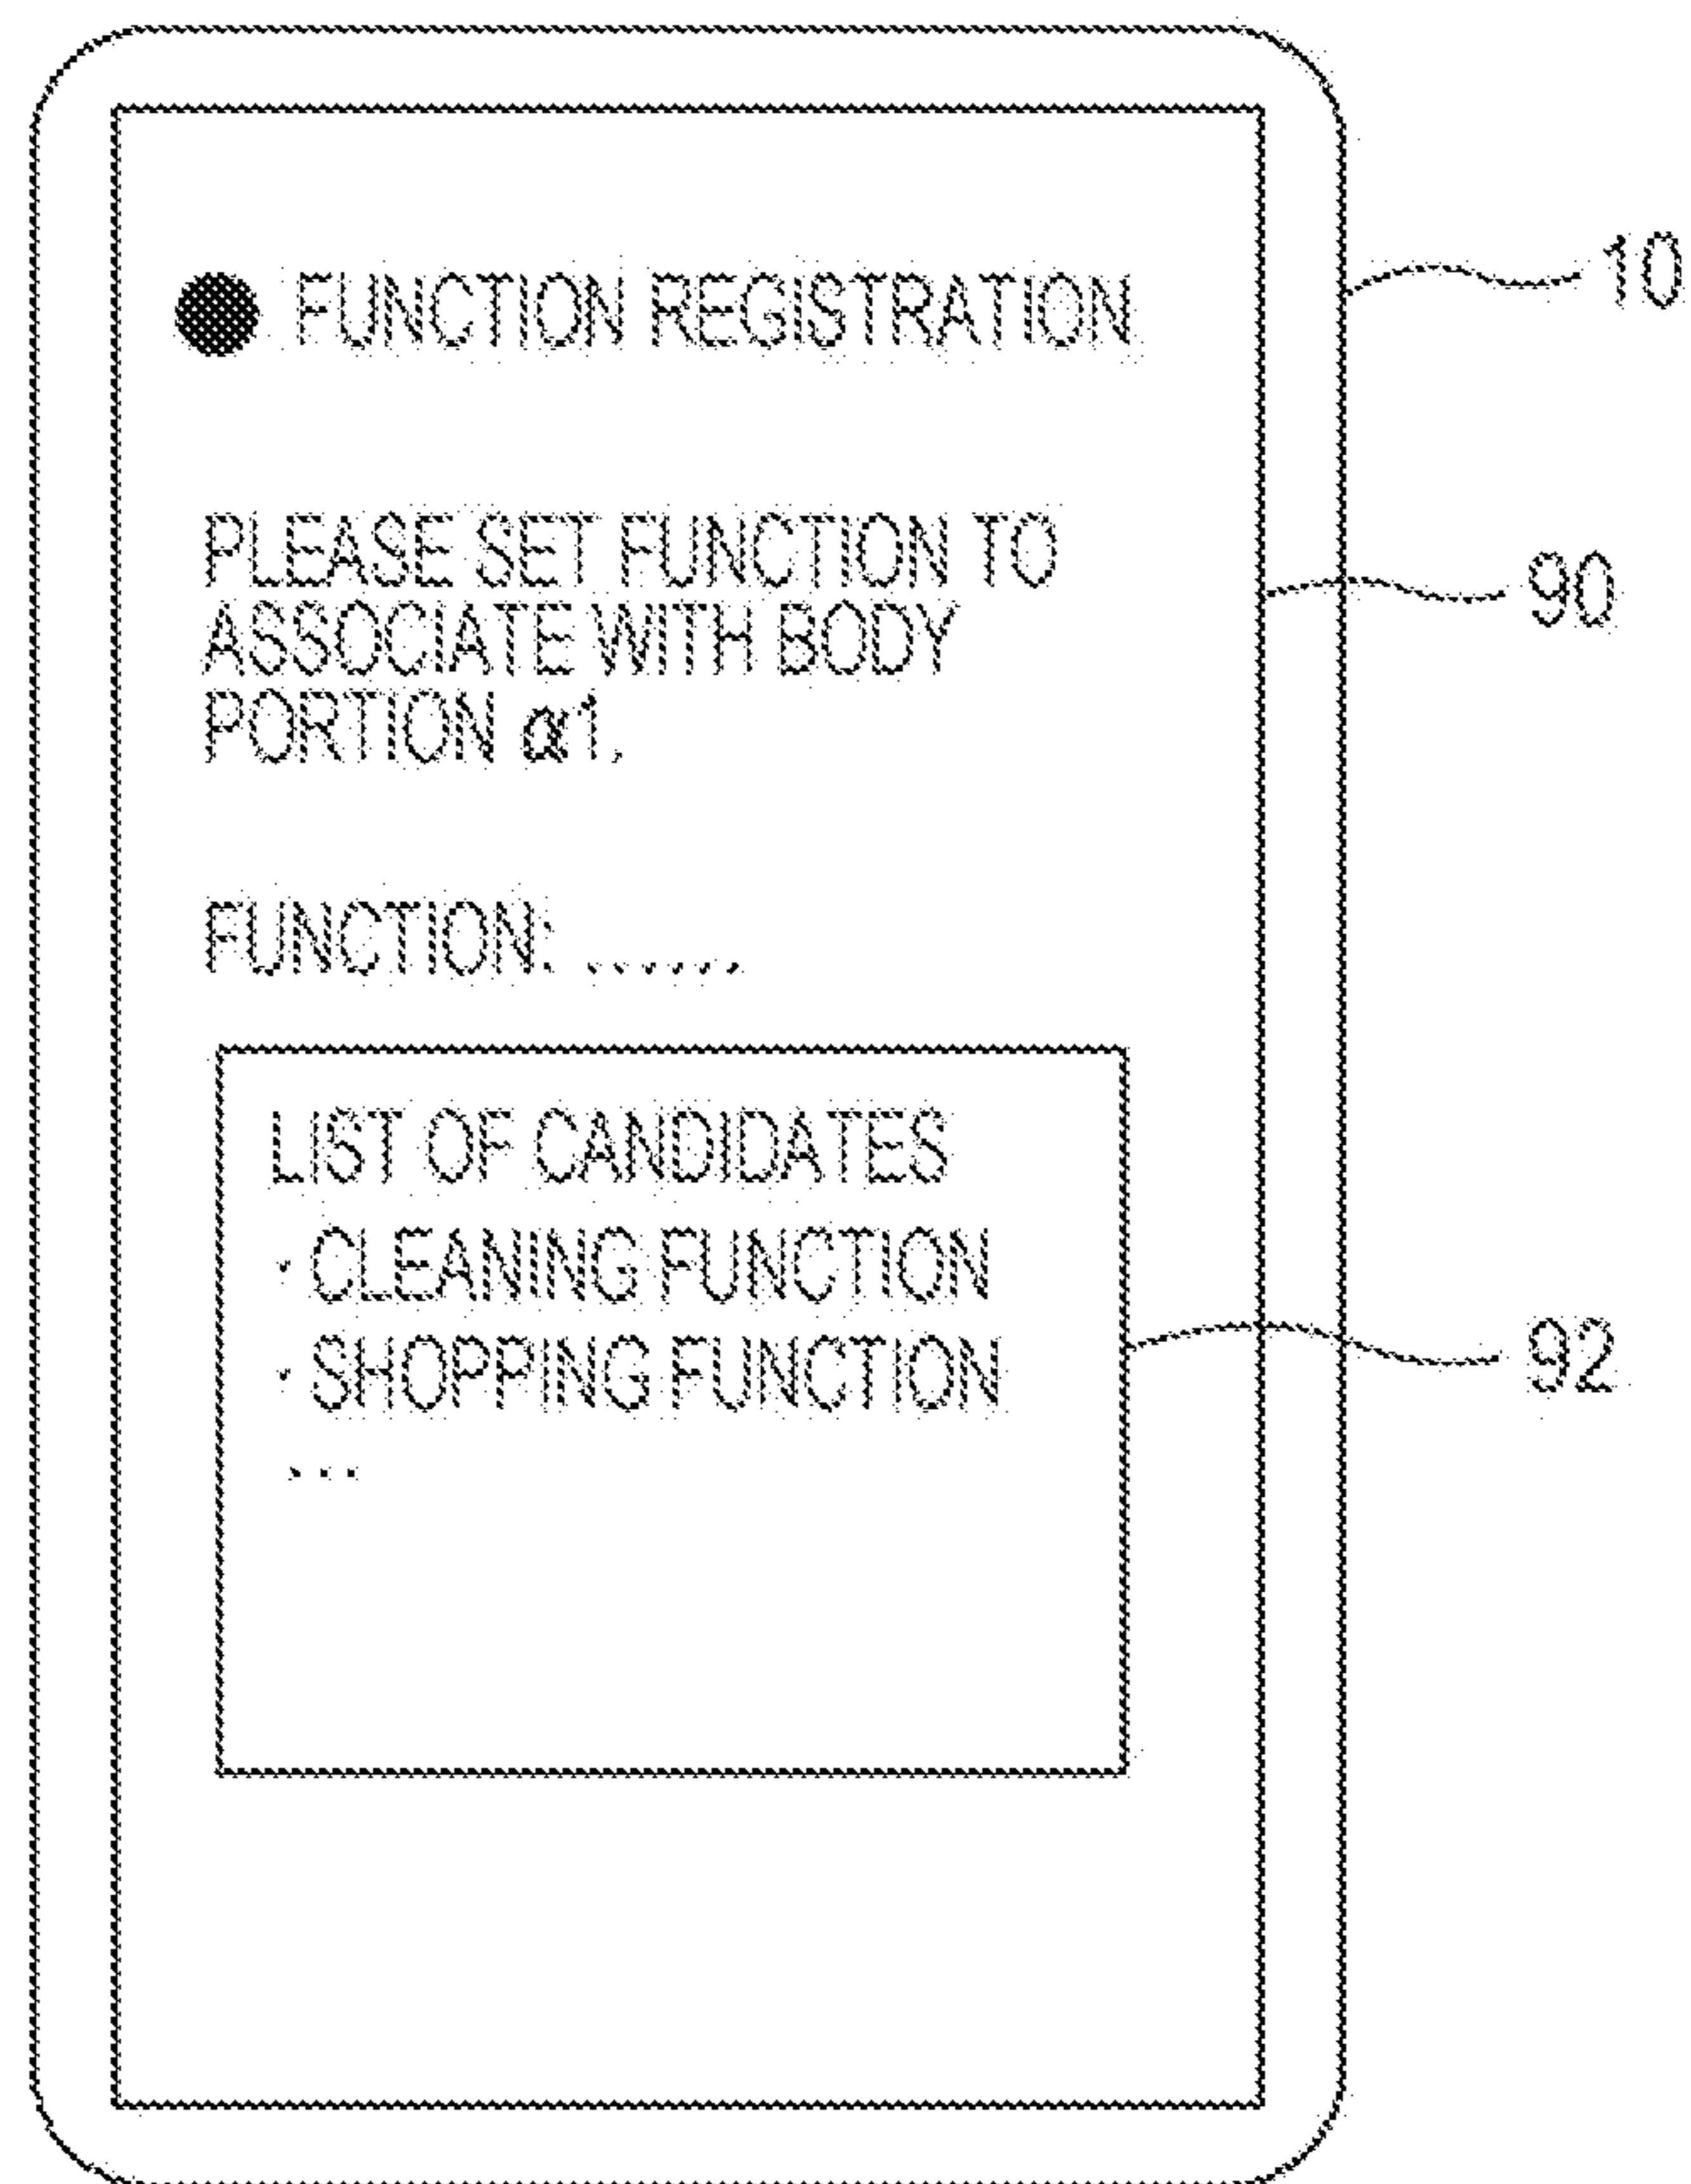 ● FUNCTION REGISTRATION
10
PLEASE SET FUNCTION TO
ASSOCIATE WITH BODY
PORTION α1.
90
FUNCTION: ......
LIST OF CANDIDATES
· CLEANING FUNCTION
· SHOPPING FUNCTION
...
92